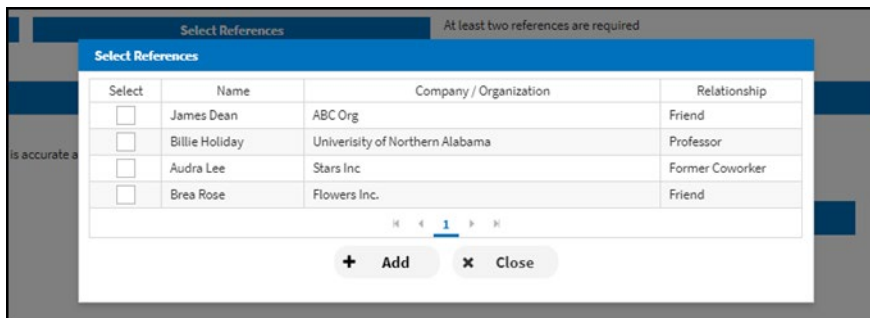 Select References At least two references are required
Select References
Select Name Company / Organization Relationship
James Dean ABC Org Friend
Billie Holiday Univerisity of Northern Alabama Professor
is accurate a
Audra Lee Stars Inc Former Coworker
Brea Rose Flowers Inc. Friend
1
+ Add × Close